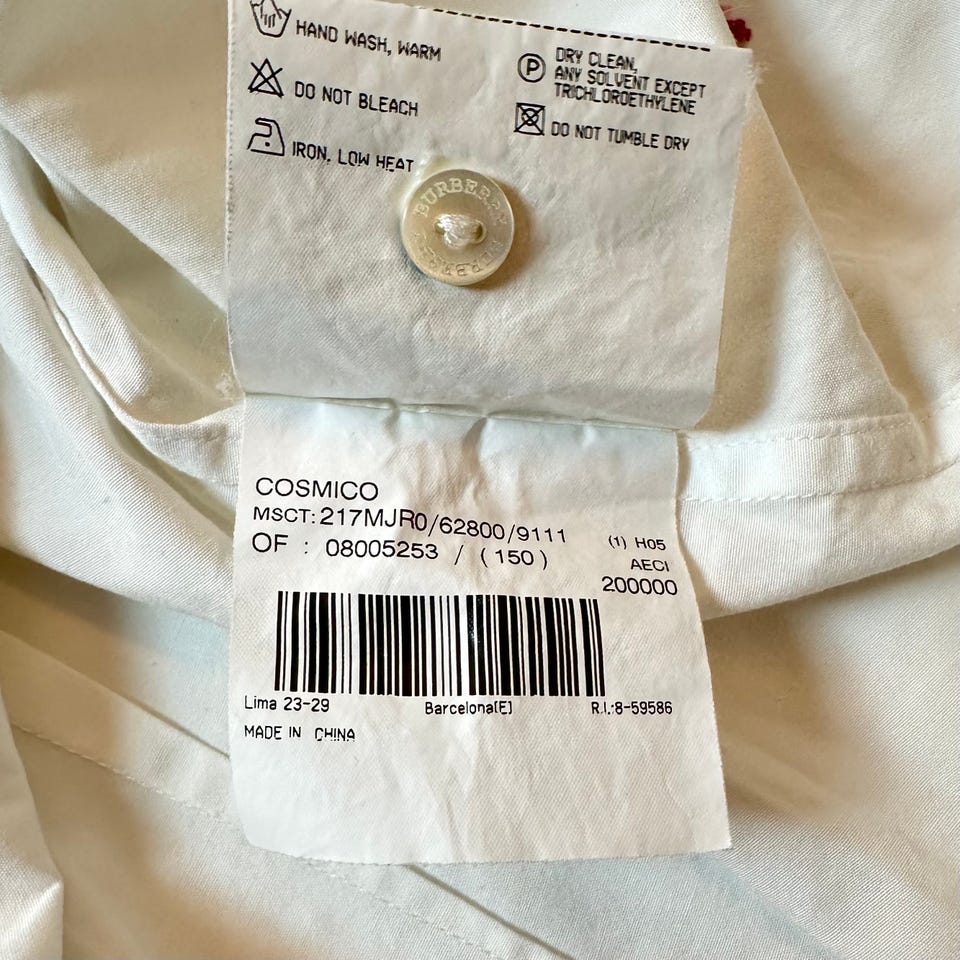 HAND WASH, WARM
DO NOT BLEACH
IRON, LOW HEAT
P
DRY CLEAN,
ANY SOLVENT EXCEPT
TRICHLOROETHYLENE
DO NOT TUMBLE DRY
BURBERRY BURBERRY
COSMICO
MSCT: 217MJR0/62800/9111
(1) H05
OF : 08005253 / ( 150 )
AECI
200000
Lima 23-29 Barcelona(E) R.I.:8-59586
MADE IN CHINA